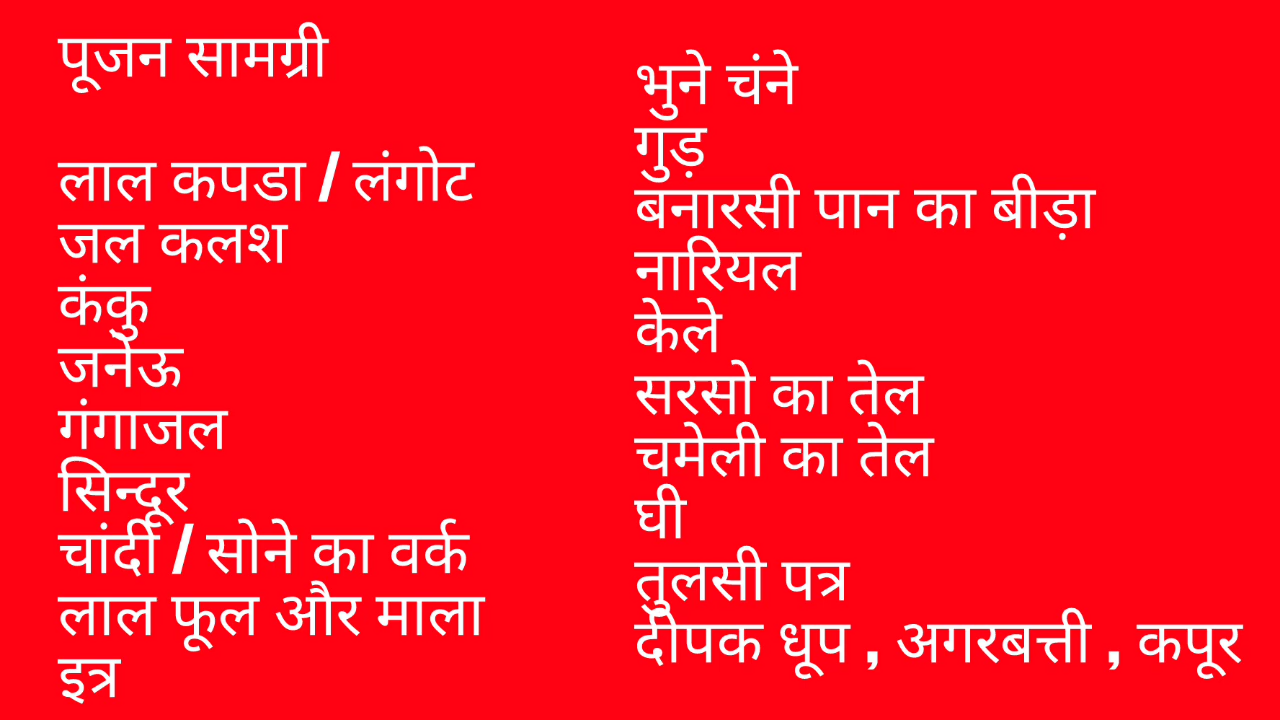 पूजन सामग्री
लाल कपडा / लंगोट
जल कलश
कंकु
जनेऊ
गंगाजल
सिन्दूर
चांदी / सोने का वर्क
लाल फूल और माला
इत्र
भुने चंने
गुड़
बनारसी पान का बीड़ा
नारियल
केले
सरसो का तेल
चमेली का तेल
घी
तुलसी पत्र
दीपक धूप , अगरबत्ती , कपूर